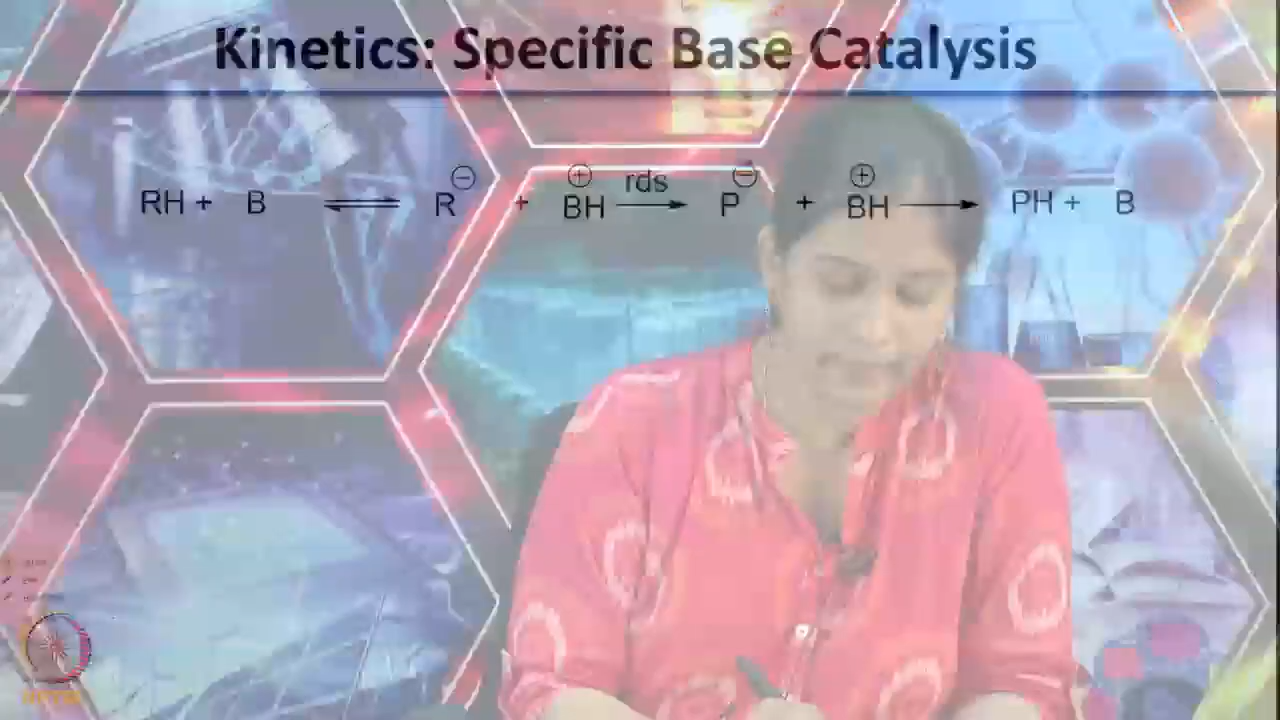 Kinetics: Specific Base Catalysis
RH + B ⇌ R⊖ + BH⊕ rds → P⊖ + BH⊕ → PH + B